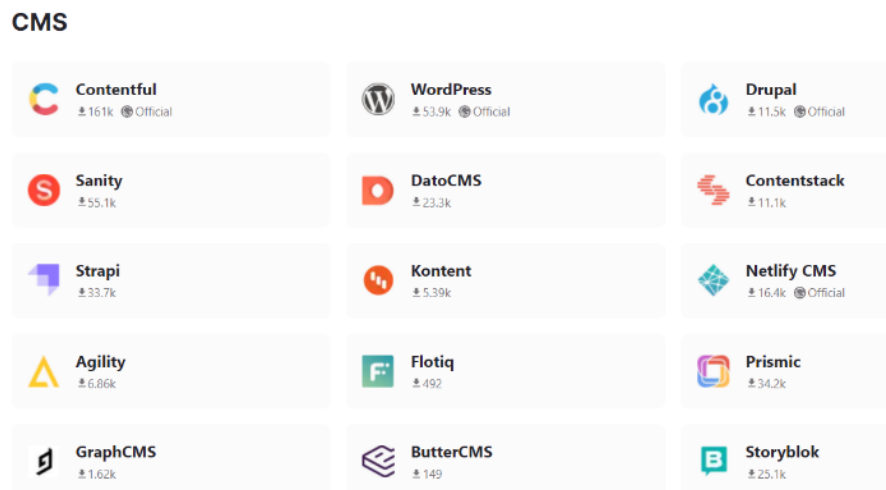 CMS
Contentful
161k Official
WordPress
53.9k Official
Drupal
11.5k Official
Sanity
55.1k
DatoCMS
23.3k
Contentstack
11.1k
Strapi
33.7k
Kontent
5.39k
Netlify CMS
16.4k Official
Agility
6.86k
Flotiq
492
Prismic
34.2k
GraphCMS
1.62k
ButterCMS
149
Storyblok
25.1k